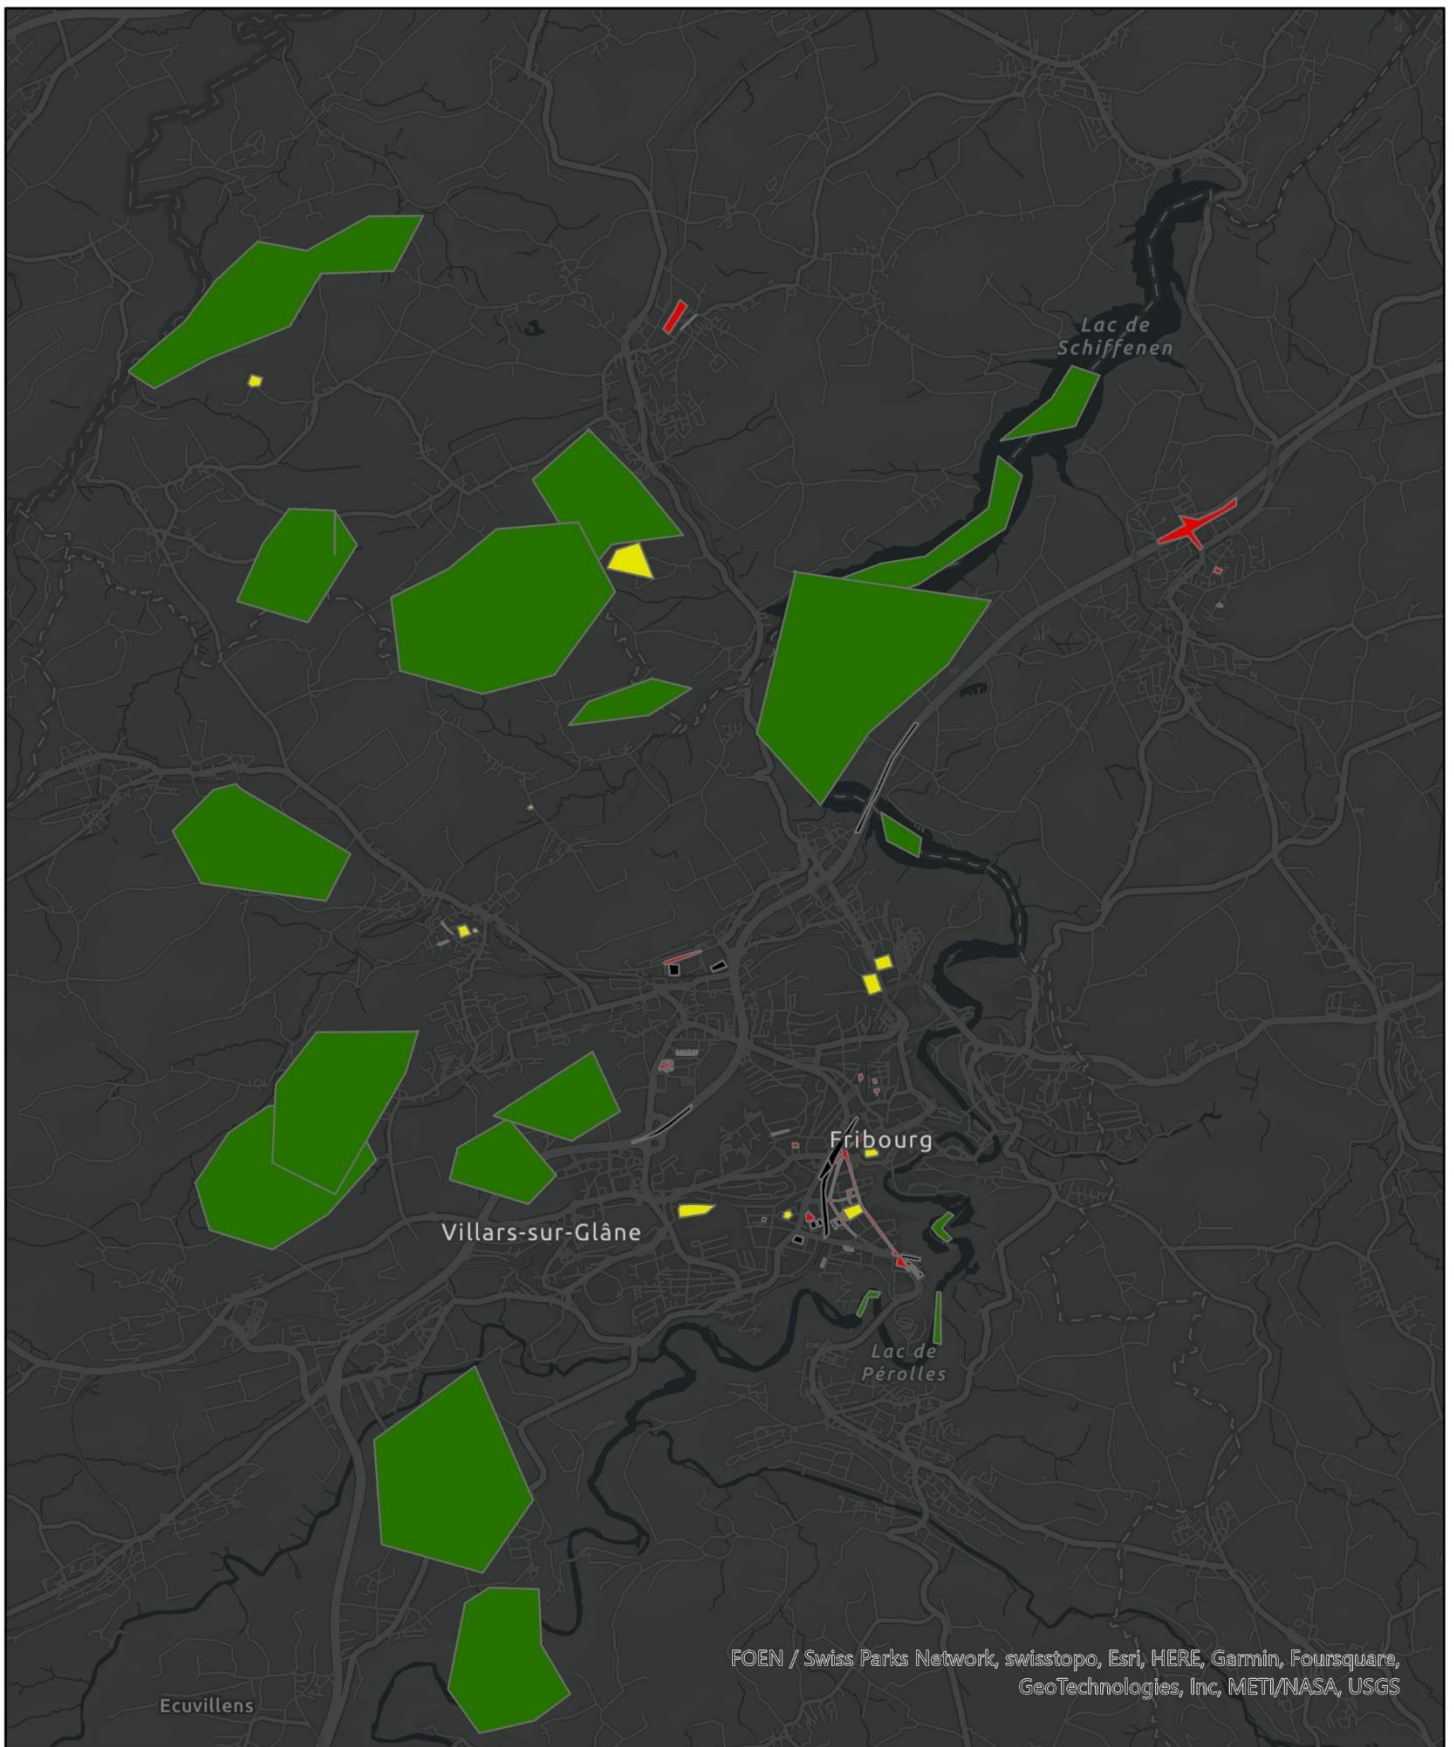 Lac de
Schiffenen
Fribourg
Villars-sur-Glâne
Lac de
Pérolles
FOEN / Swiss Parks Network, swisstopo, Esri, HERE, Garmin, Foursquare,
GeoTechnologies, Inc, METI/NASA, USGS
Ecuvillens